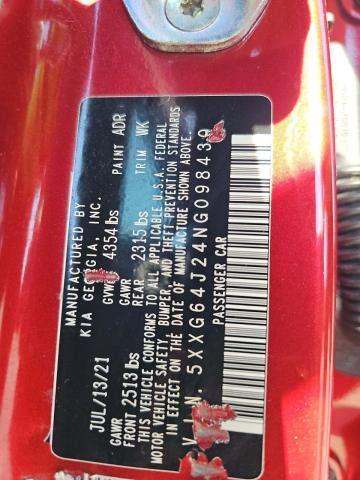 MANUFACTURED BY
KIA GEORGIA, INC.
JUL/13/21 GVWR 4354 lbs PAINT ADR
GAWR GAWR
FRONT 2513 lbs REAR 2315 lbs TRIM WK
THIS VEHICLE CONFORMS TO ALL APPLICABLE U.S.A. FEDERAL
MOTOR VEHICLE SAFETY, BUMPER, AND THEFT PREVENTION STANDARDS
IN EFFECT ON THE DATE OF MANUFACTURE SHOWN ABOVE.
V.I.N. 5XXG64J24NG098439
PASSENGER CAR